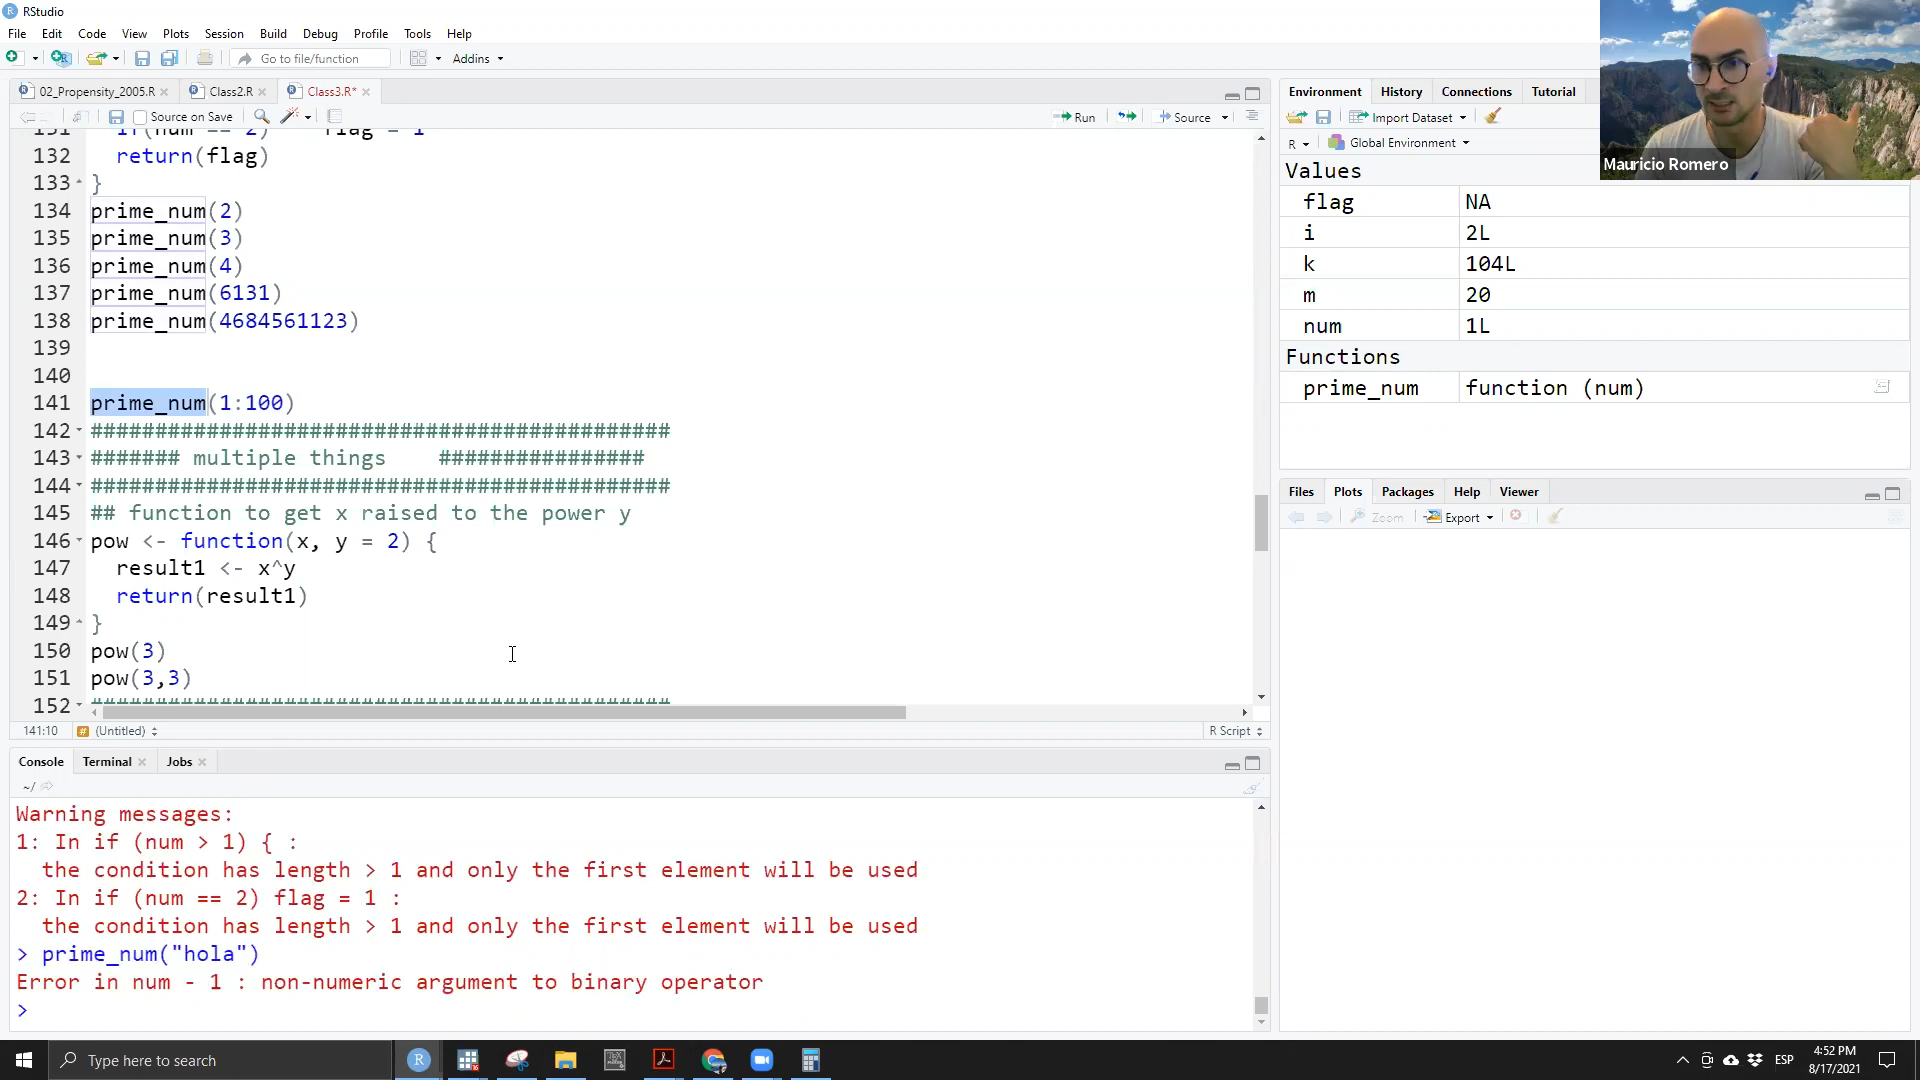 RStudio
File Edit Code View Plots Session Build Debug Profile Tools Help
Go to file/function Addins
02_Propensity_2005.R Class2.R Class3.R*
Source on Save Run Source
131 if(num == 2) flag = 1
132 return(flag)
133 }
134 prime_num(2)
135 prime_num(3)
136 prime_num(4)
137 prime_num(6131)
138 prime_num(4684561123)
139
140
141 prime_num(1:100)
142 #############################################
143 ####### multiple things ################
144 #############################################
145 ## function to get x raised to the power y
146 pow <- function(x, y = 2) {
147 result1 <- x^y
148 return(result1)
149 }
150 pow(3)
151 pow(3,3)
152 #############################################
141:10 # (Untitled) R Script
Console Terminal Jobs
~/
Warning messages:
1: In if (num > 1) { :
the condition has length > 1 and only the first element will be used
2: In if (num == 2) flag = 1 :
the condition has length > 1 and only the first element will be used
> prime_num("hola")
Error in num - 1 : non-numeric argument to binary operator
>
Environment History Connections Tutorial
Import Dataset
R Global Environment
Values
flag NA
i 2L
k 104L
m 20
num 1L
Functions
prime_num function (num)
Files Plots Packages Help Viewer
Zoom Export
Mauricio Romero
Type here to search
ESP
4:52 PM
8/17/2021